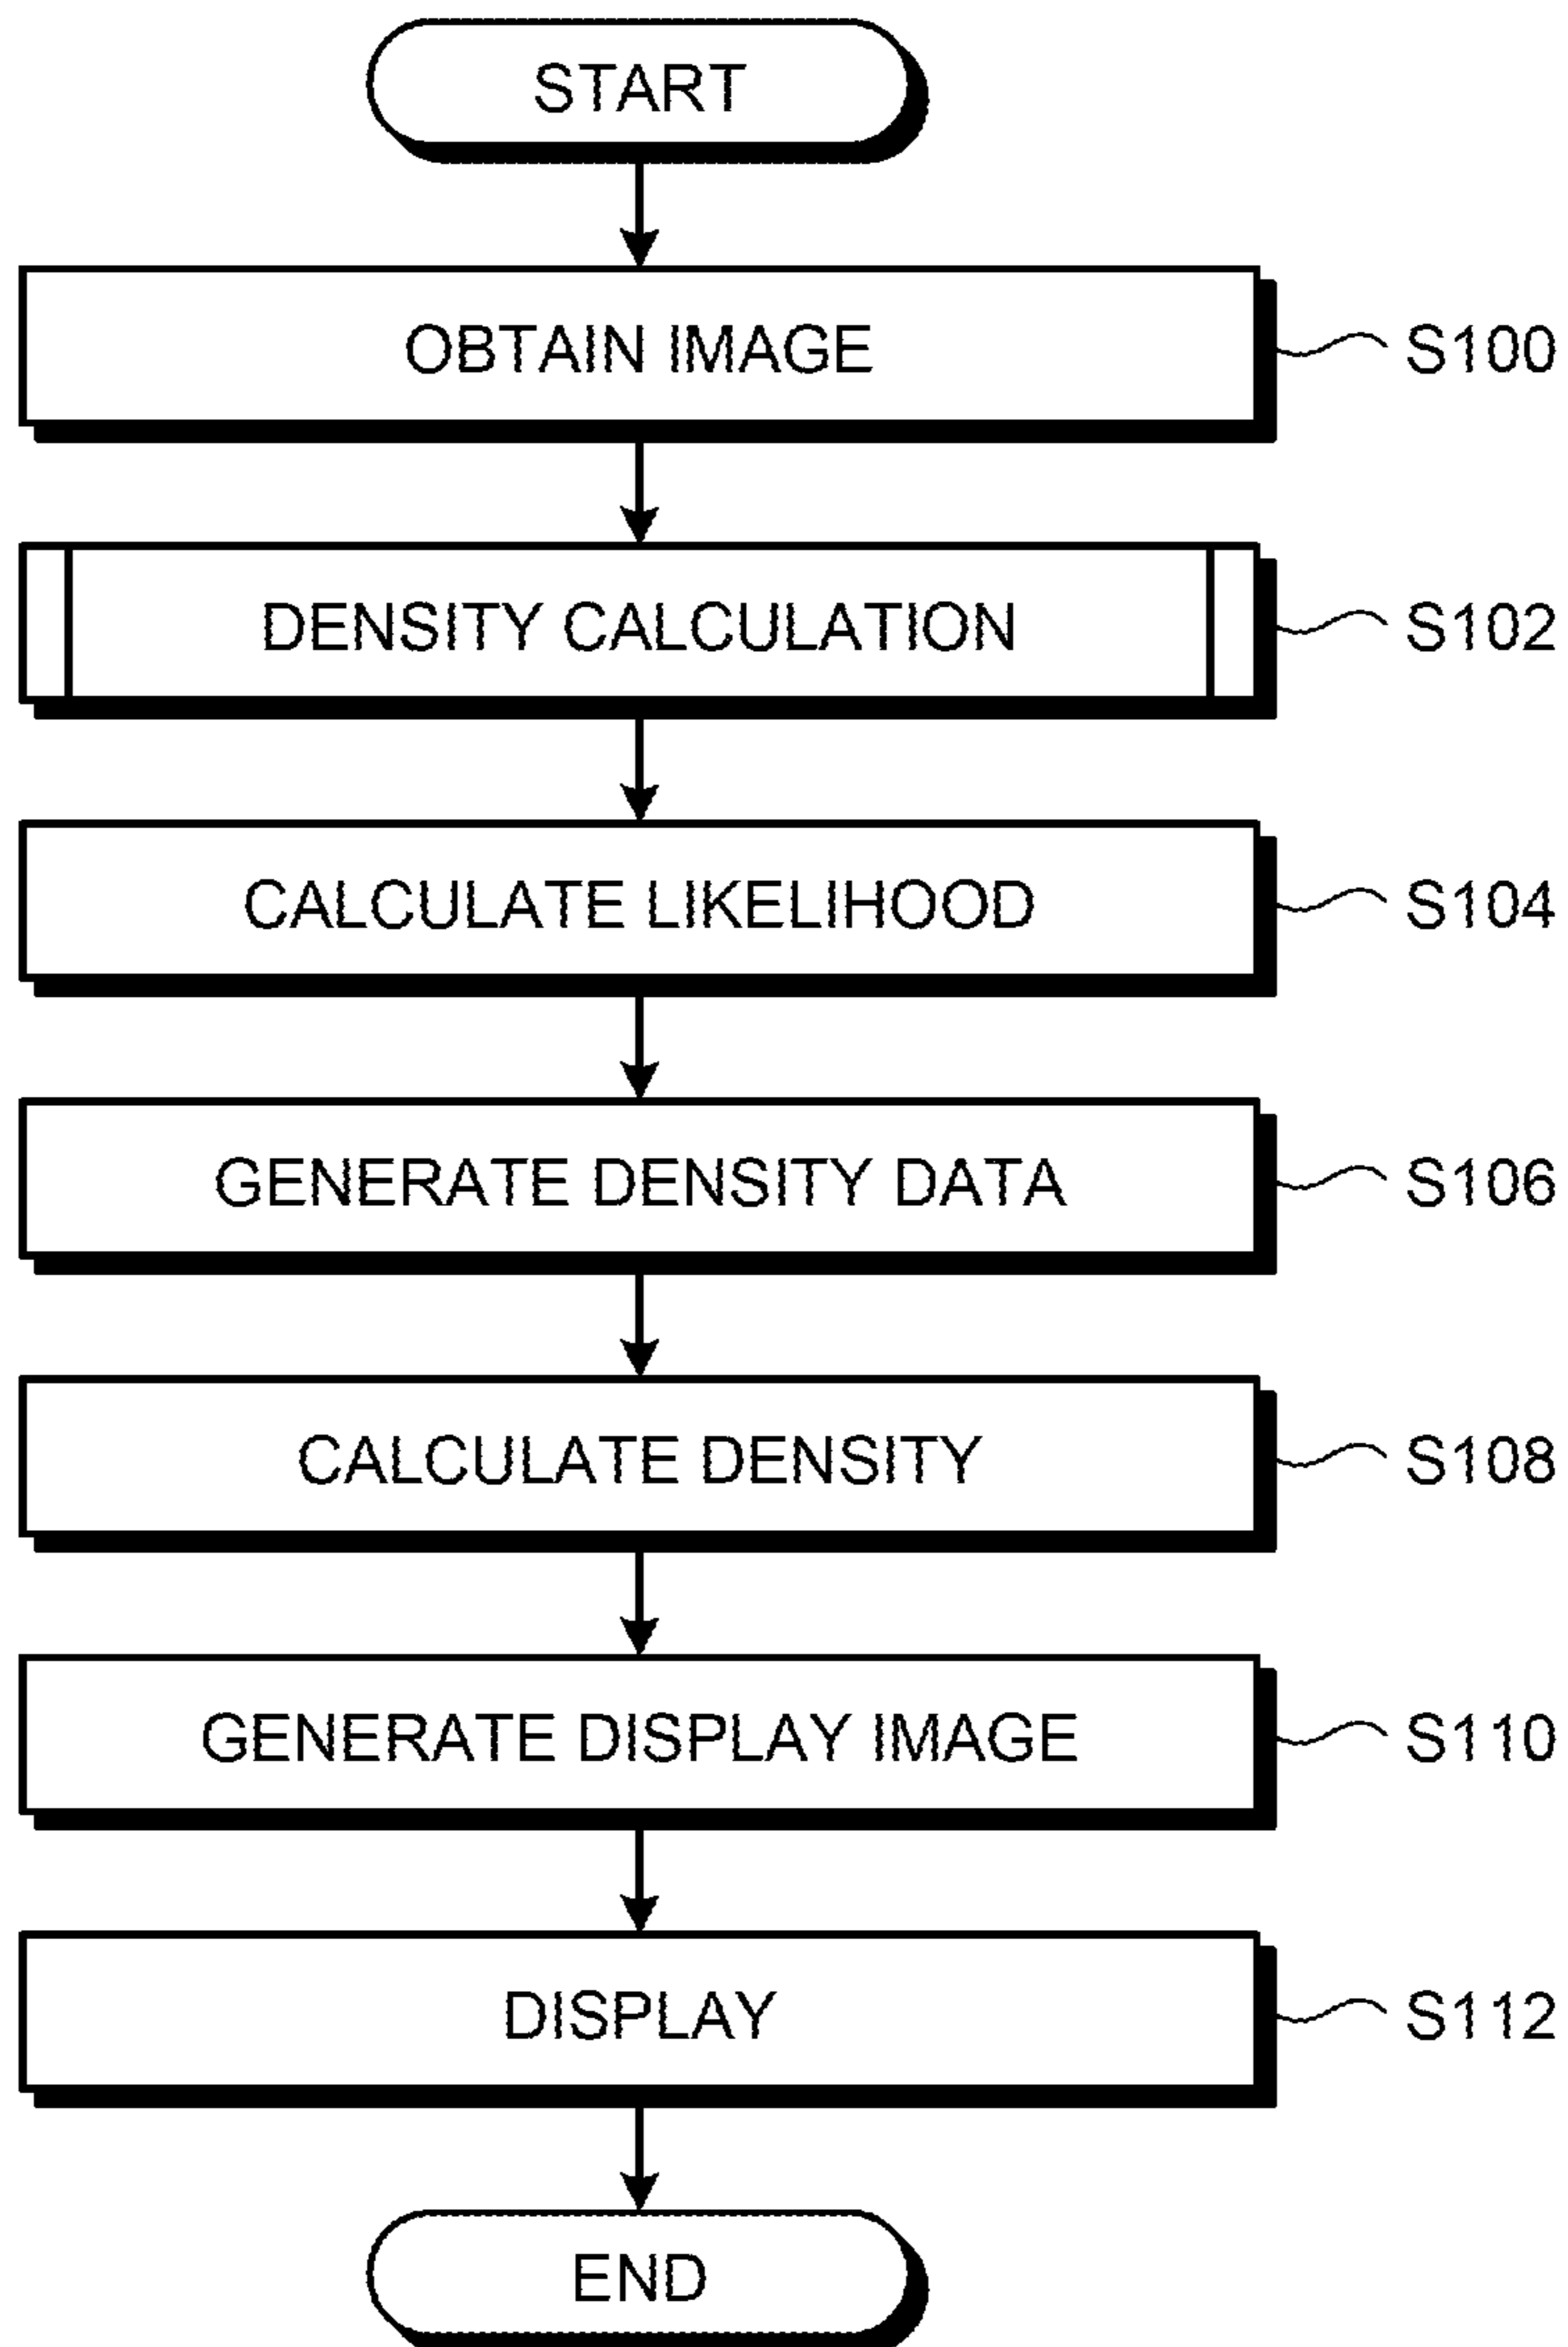 START
OBTAIN IMAGE S100
DENSITY CALCULATION S102
CALCULATE LIKELIHOOD S104
GENERATE DENSITY DATA S106
CALCULATE DENSITY S108
GENERATE DISPLAY IMAGE S110
DISPLAY S112
END